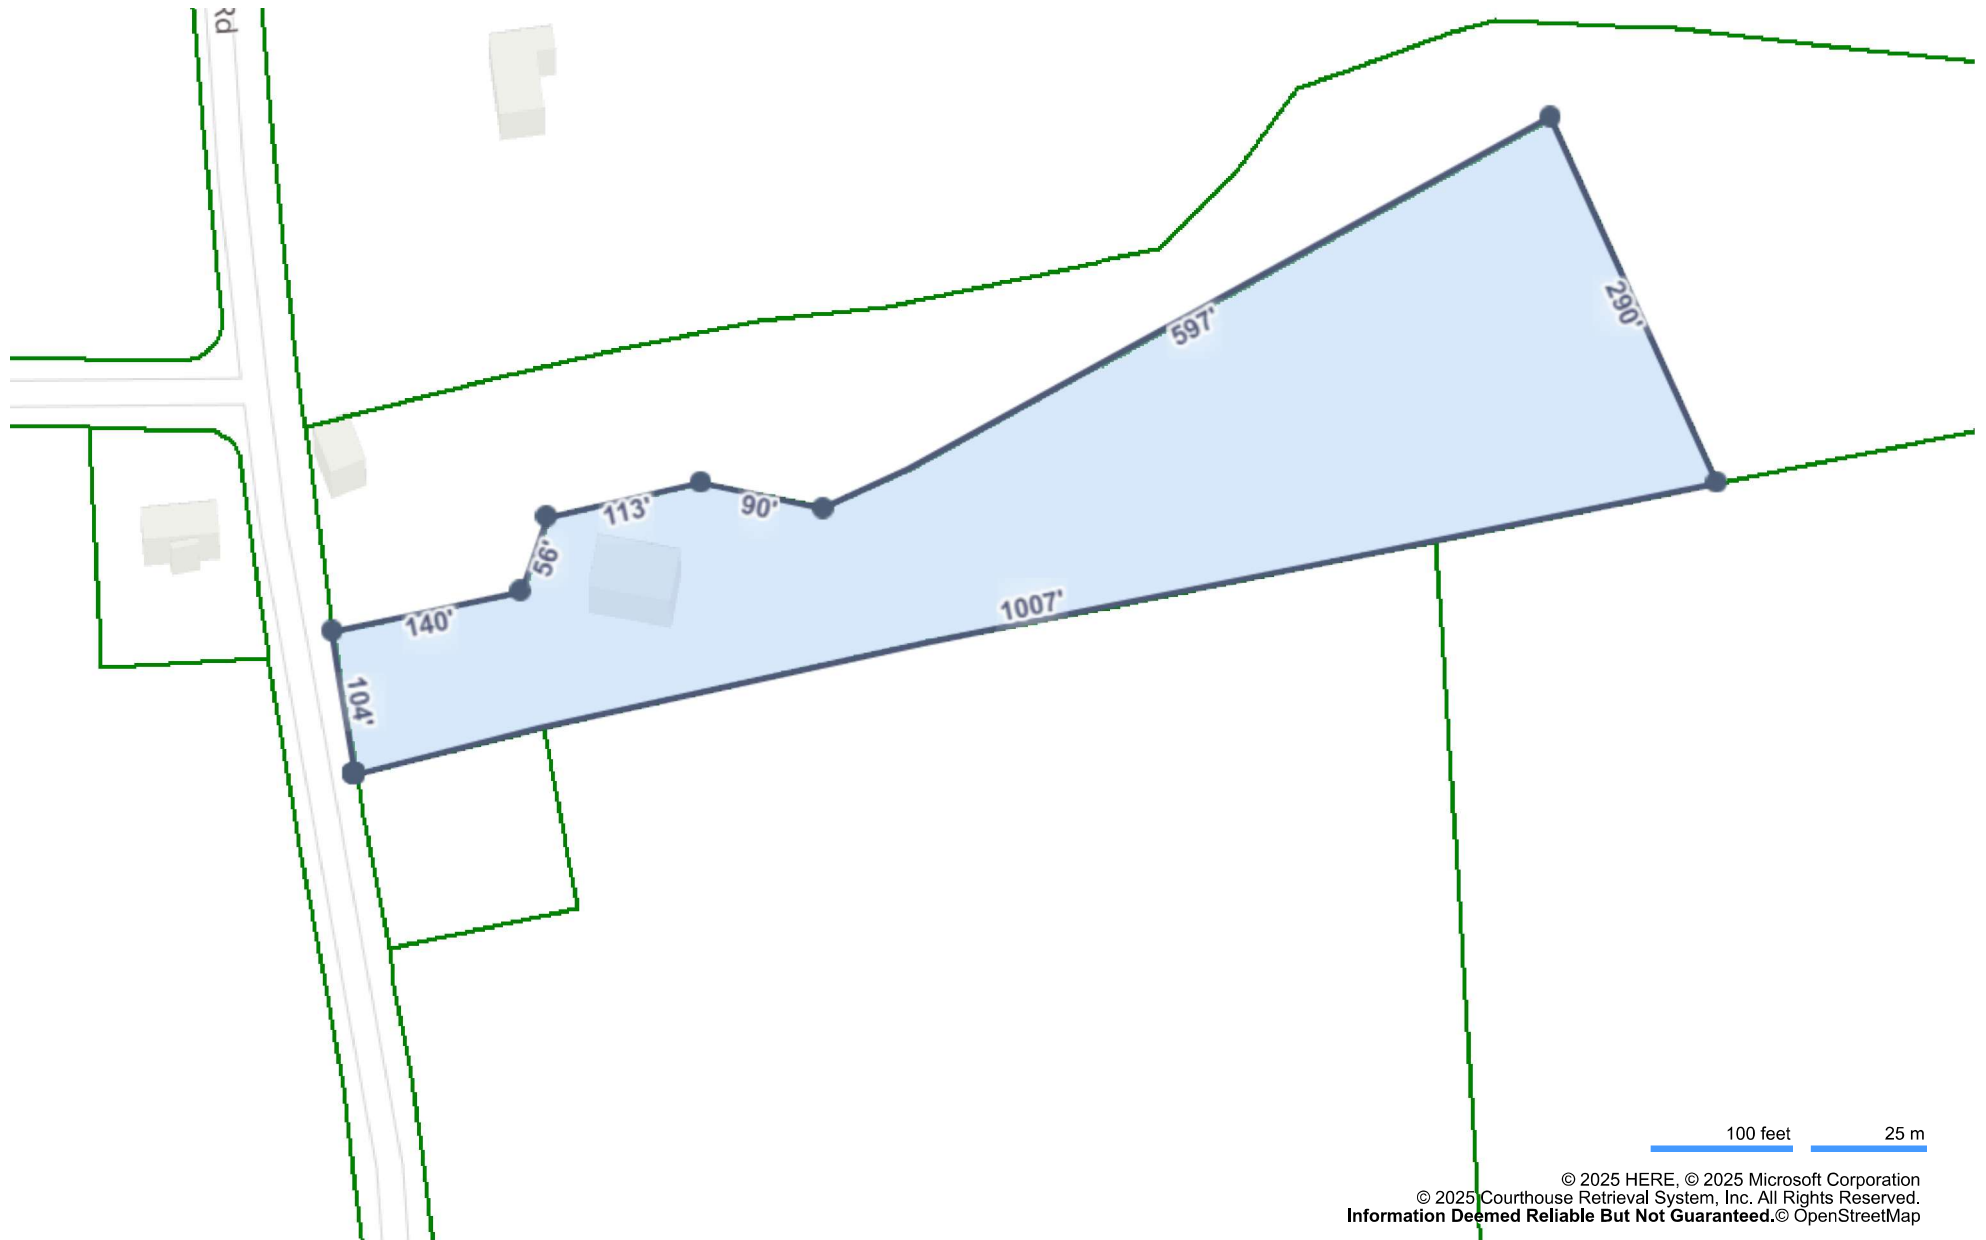 Rd
597'
290'
113'
90'
56'
140'
1007'
104'
100 feet
25 m
© 2025 HERE, © 2025 Microsoft Corporation
© 2025 Courthouse Retrieval System, Inc. All Rights Reserved.
Information Deemed Reliable But Not Guaranteed.© OpenStreetMap